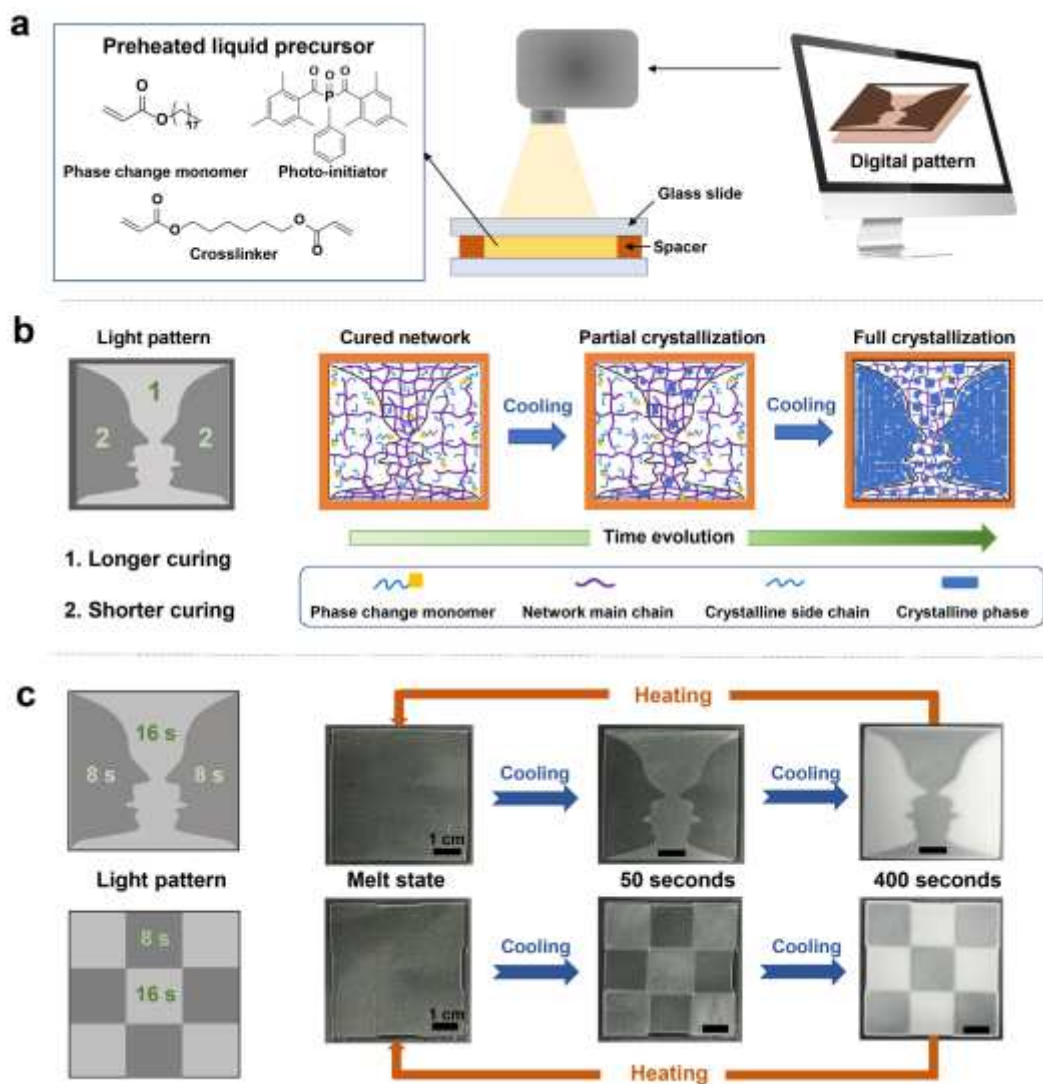 a
Preheated liquid precursor
O
O
17
O O O
P
Phase change monomer
Photo-initiator
O
O
O
O
Crosslinker
Glass slide
Spacer
Digital pattern
b
Light pattern
1
2 2
1. Longer curing
2. Shorter curing
Cured network
Partial crystallization
Full crystallization
Cooling
Cooling
Time evolution
Phase change monomer
Network main chain
Crystalline side chain
Crystalline phase
c
16 s
8 s 8 s
Light pattern
8 s
16 s
Heating
Cooling
Cooling
1 cm
Melt state
50 seconds
400 seconds
Cooling
Cooling
1 cm
Heating